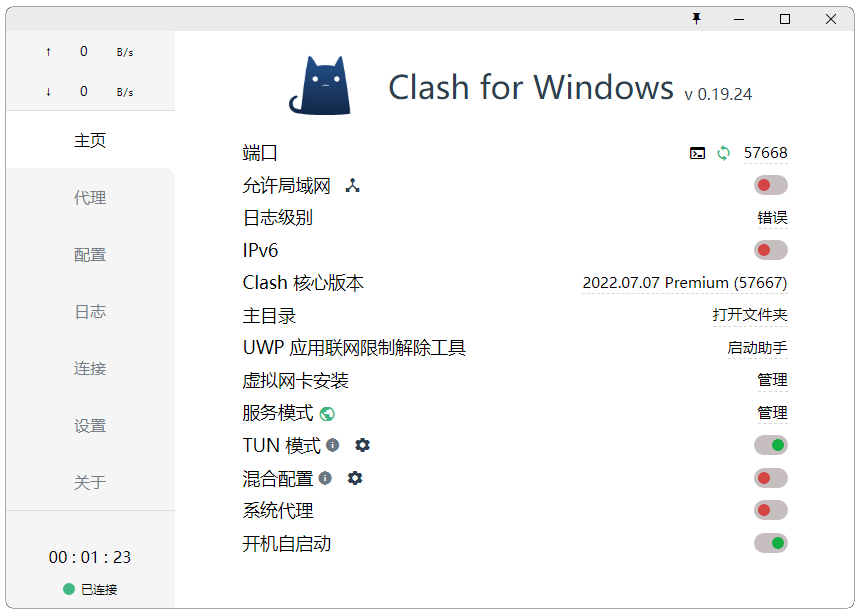 ↑ 0 B/s
↓ 0 B/s
主页
代理
配置
日志
连接
设置
关于
00 : 01 : 23
已连接
Clash for Windows v 0.19.24
端口 57668
允许局域网
日志级别 错误
IPv6
Clash 核心版本 2022.07.07 Premium (57667)
主目录 打开文件夹
UWP 应用联网限制解除工具 启动助手
虚拟网卡安装 管理
服务模式 管理
TUN 模式
混合配置
系统代理
开机自启动